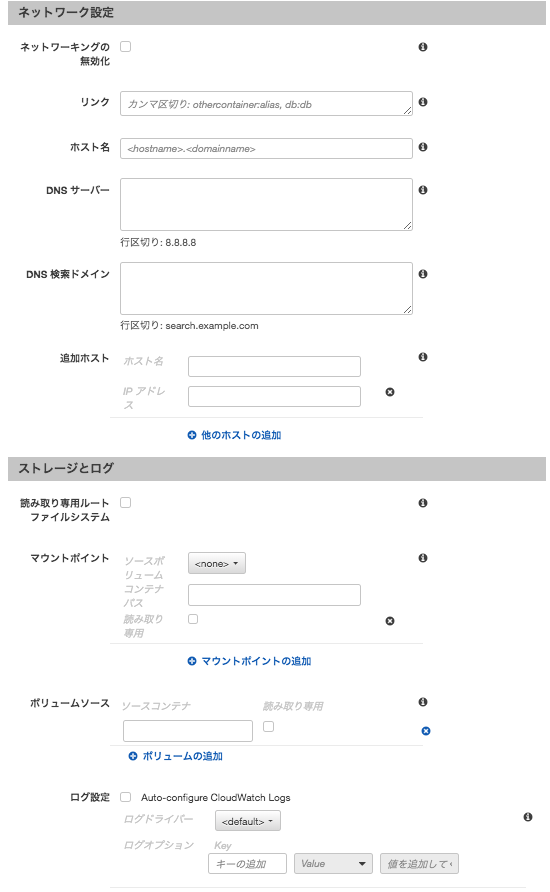 ネットワーク設定
ネットワーキングの
無効化
リンク
カンマ区切り: othercontainer:alias, db:db
ホスト名
<hostname>.<domainname>
DNS サーバー
行区切り: 8.8.8.8
DNS 検索ドメイン
行区切り: search.example.com
追加ホスト
ホスト名
IP アドレ
ス
他のホストの追加
ストレージとログ
読み取り専用ルート
ファイルシステム
マウントポイント
ソースボ
リューム
<none>
コンテナ
パス
読み取り
専用
マウントポイントの追加
ボリュームソース
ソースコンテナ
読み取り専用
ボリュームの追加
ログ設定
Auto-configure CloudWatch Logs
ログドライバー
<default>
ログオプション
Key
キーの追加
Value
値を追加して